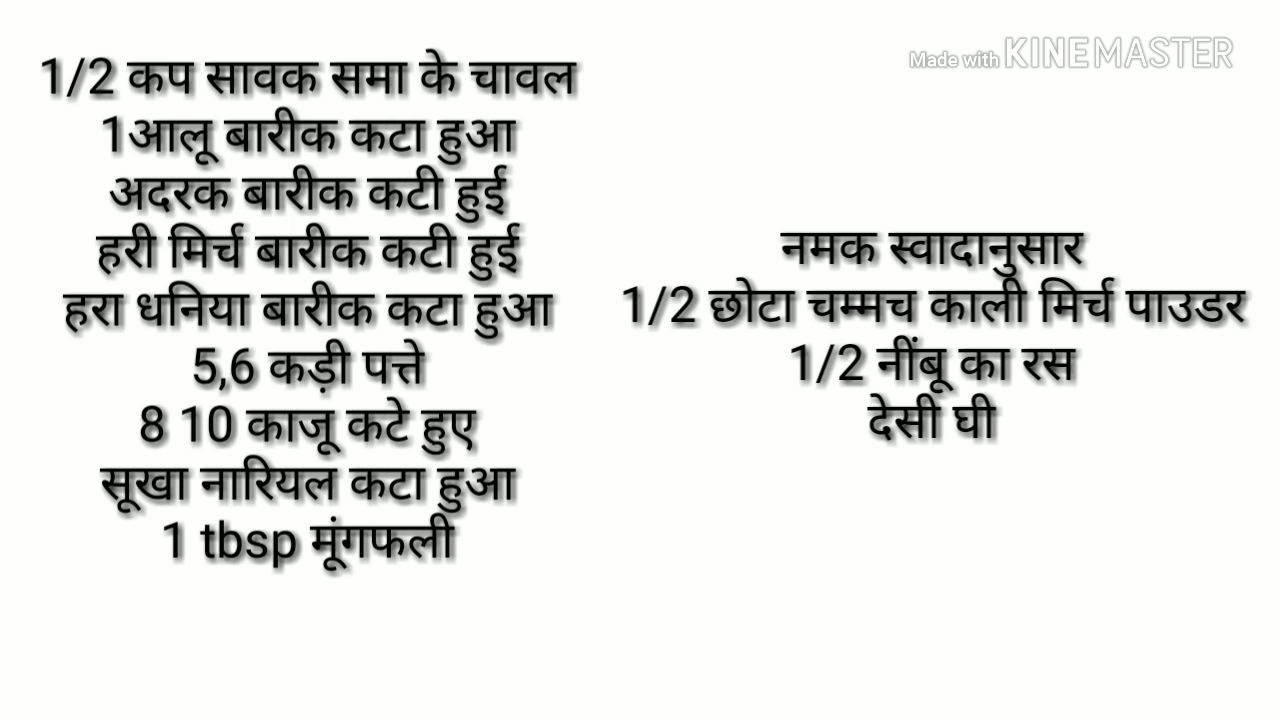 Made with KINEMASTER
1/2 कप सावक समा के चावल
1आलू बारीक कटा हुआ
अदरक बारीक कटी हुई
हरी मिर्च बारीक कटी हुई
हरा धनिया बारीक कटा हुआ
5,6 कड़ी पत्ते
8 10 काजू कटे हुए
सूखा नारियल कटा हुआ
1 tbsp मूंगफली
नमक स्वादानुसार
1/2 छोटा चम्मच काली मिर्च पाउडर
1/2 नींबू का रस
देसी घी